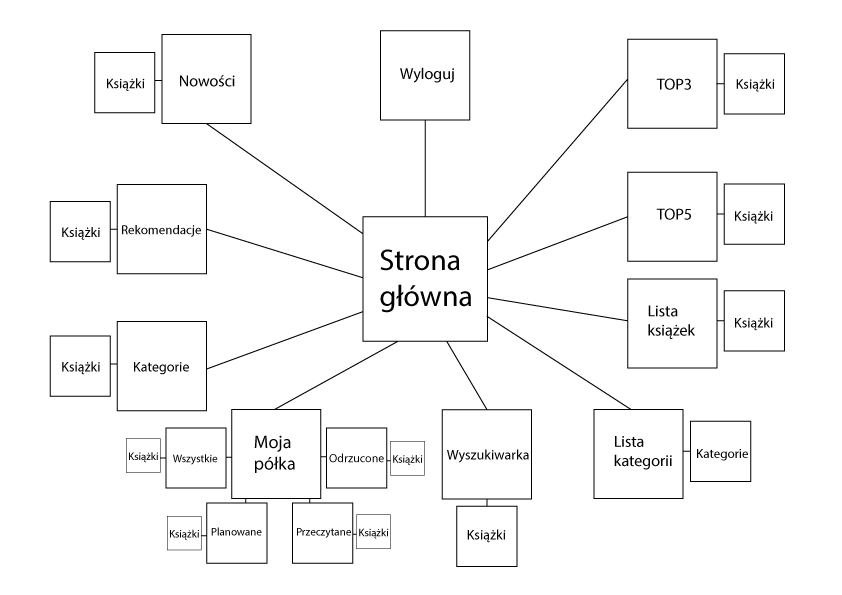 Książki
Nowości
Wyloguj
TOP3
Książki
Książki
Rekomendacje
TOP5
Książki
Strona
główna
Lista
książek
Książki
Książki
Kategorie
Moja
półka
Wszystkie
Książki
Odrzucone
Książki
Planowane
Książki
Przeczytane
Książki
Wyszukiwarka
Książki
Lista
kategorii
Kategorie